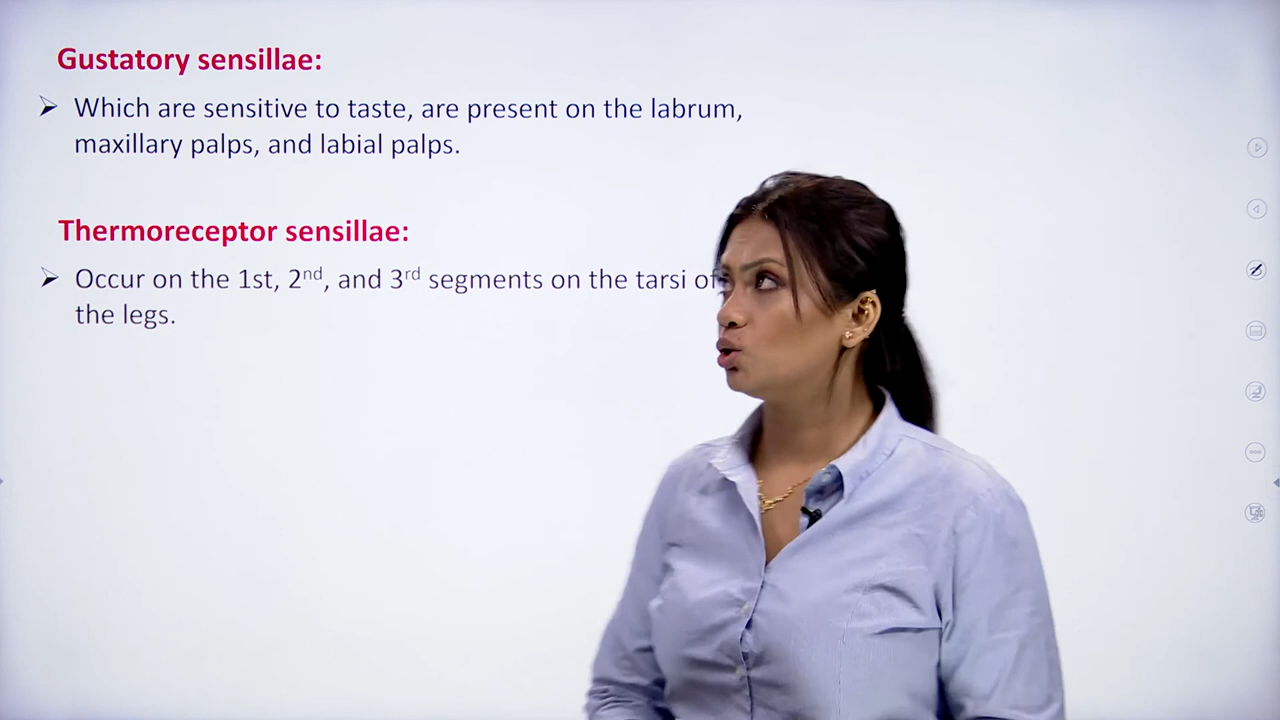 Gustatory sensillae:
➢ Which are sensitive to taste, are present on the labrum,
maxillary palps, and labial palps.
Thermoreceptor sensillae:
➢ Occur on the 1st, 2nd, and 3rd segments on the tarsi of
the legs.